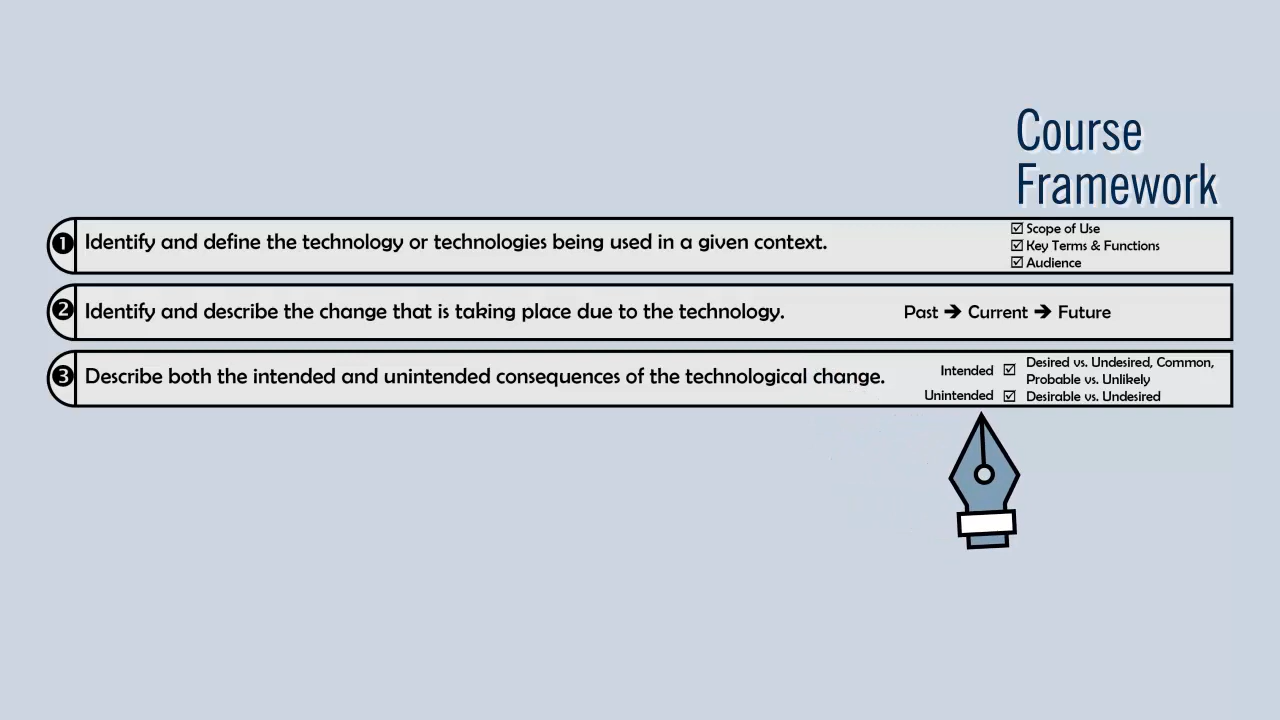 Course
Framework
❶ Identify and define the technology or technologies being used in a given context.
☑ Scope of Use
☑ Key Terms & Functions
☑ Audience
❷ Identify and describe the change that is taking place due to the technology.
Past ➔ Current ➔ Future
❸ Describe both the intended and unintended consequences of the technological change.
Intended ☑ Desired vs. Undesired, Common,
Probable vs. Unlikely
Unintended ☑ Desirable vs. Undesired